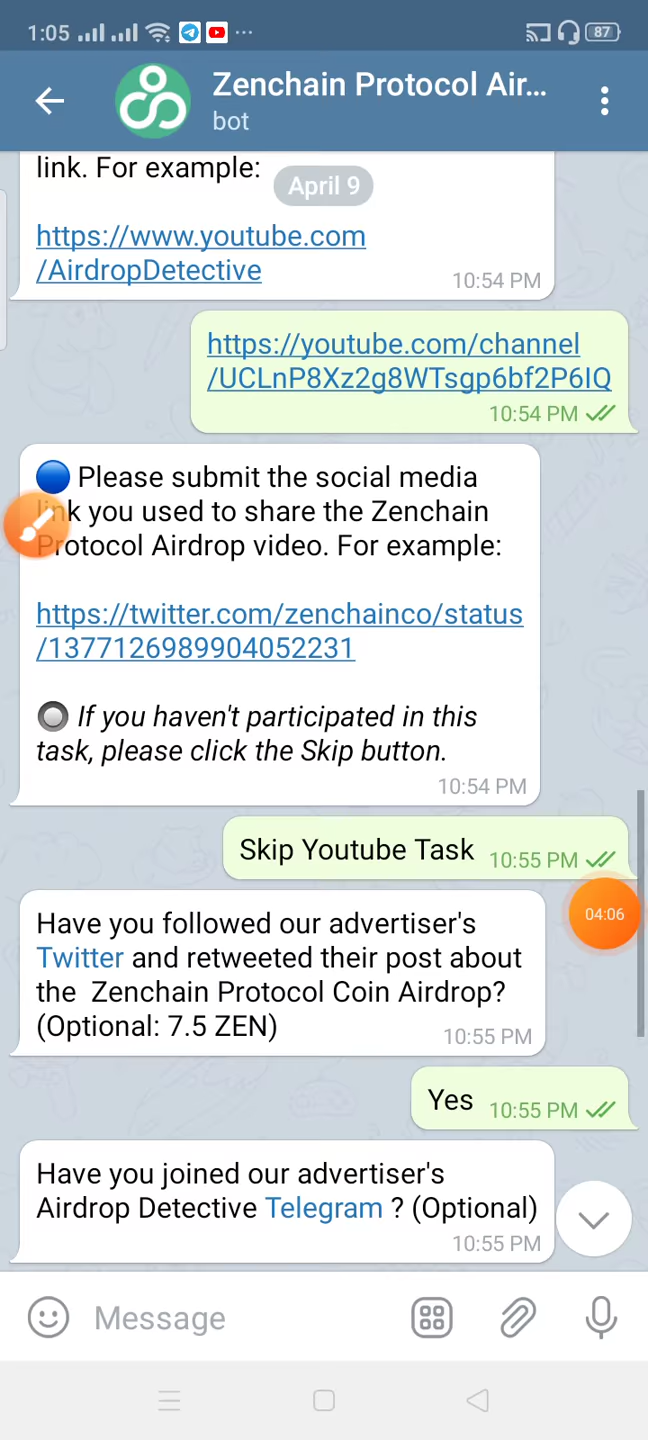 1:05
87
Zenchain Protocol Air...
bot
link. For example:
April 9
https://www.youtube.com
/AirdropDetective
10:54 PM
https://youtube.com/channel
/UCLnP8Xz2g8WTsgp6bf2P6IQ
10:54 PM
Please submit the social media
link you used to share the Zenchain
Protocol Airdrop video. For example:
https://twitter.com/zenchainco/status
/1377126989904052231
If you haven't participated in this
task, please click the Skip button.
10:54 PM
Skip Youtube Task
10:55 PM
04:06
Have you followed our advertiser's
Twitter and retweeted their post about
the  Zenchain Protocol Coin Airdrop?
(Optional: 7.5 ZEN)
10:55 PM
Yes
10:55 PM
Have you joined our advertiser's
Airdrop Detective Telegram ? (Optional)
10:55 PM
Message